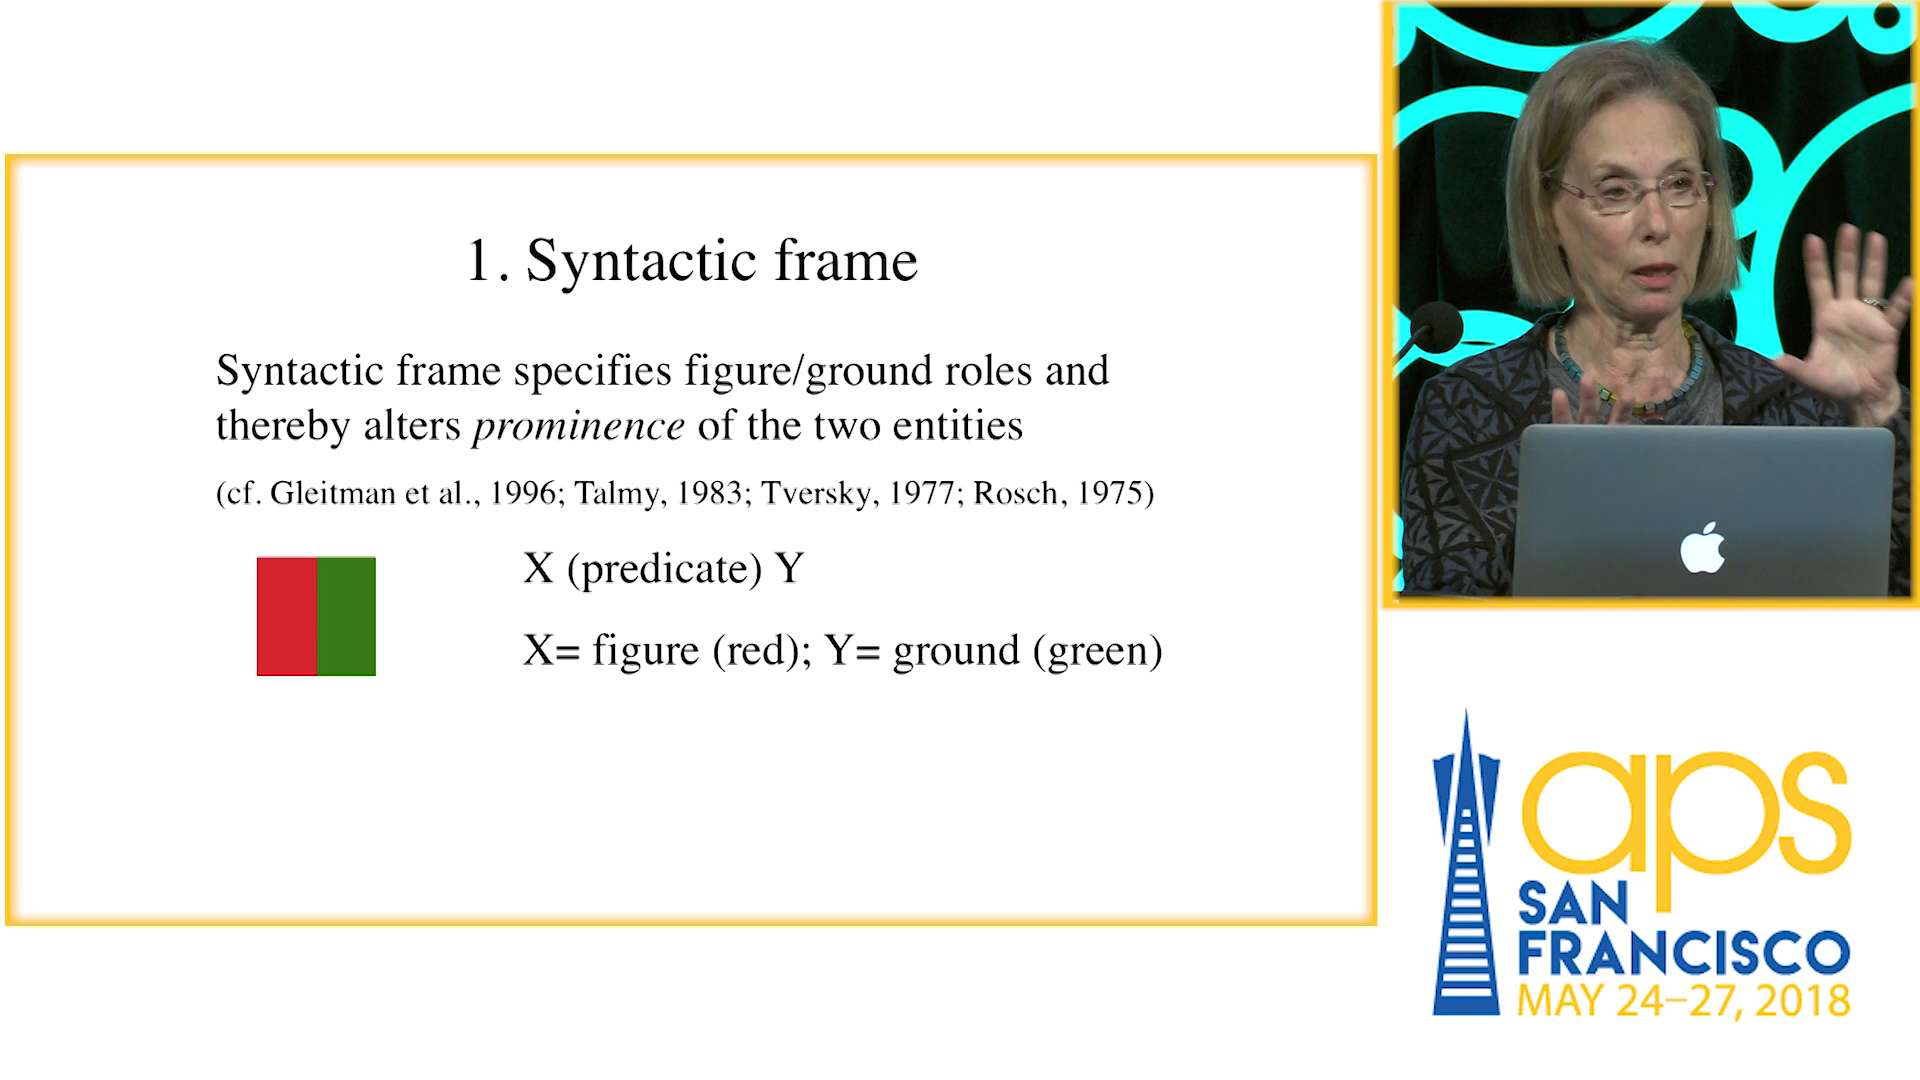 1. Syntactic frame
Syntactic frame specifies figure/ground roles and
thereby alters prominence of the two entities
(cf. Gleitman et al., 1996; Talmy, 1983; Tversky, 1977; Rosch, 1975)
X (predicate) Y
X= figure (red); Y= ground (green)
aps
SAN
FRANCISCO
MAY 24–27, 2018